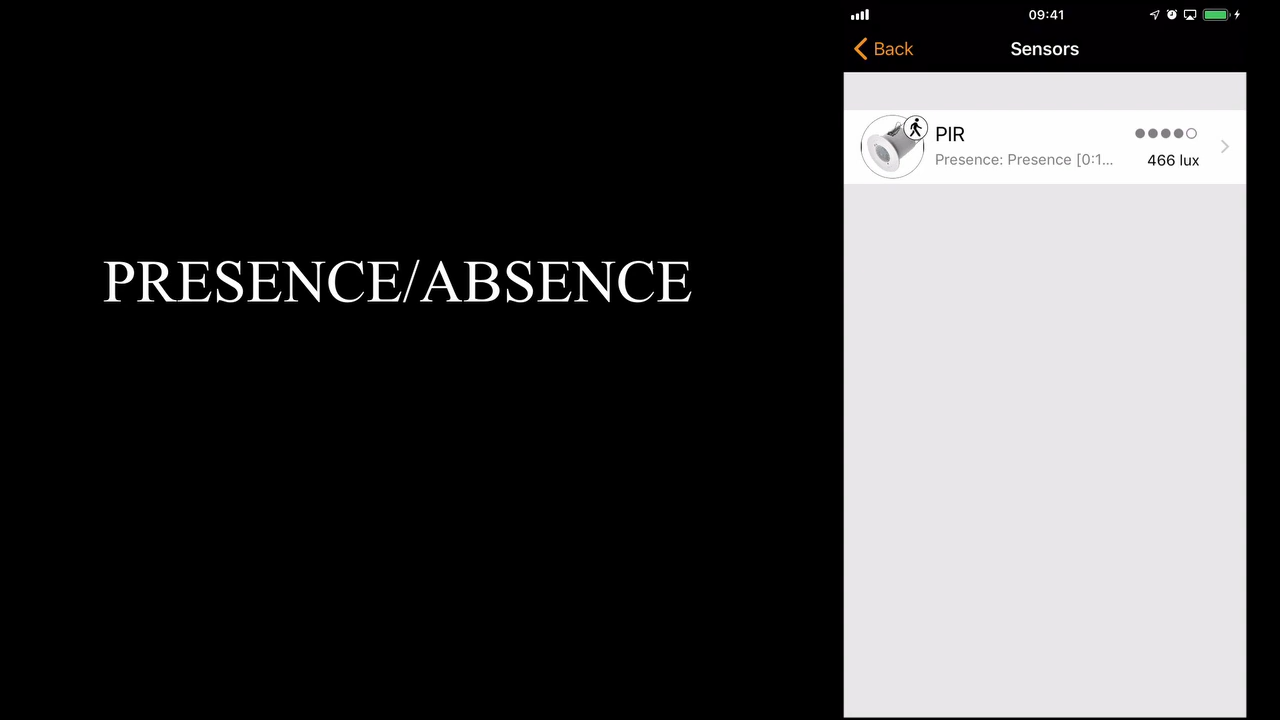 PRESENCE/ABSENCE
09:41
Back
Sensors
PIR
Presence: Presence [0:1...
466 lux